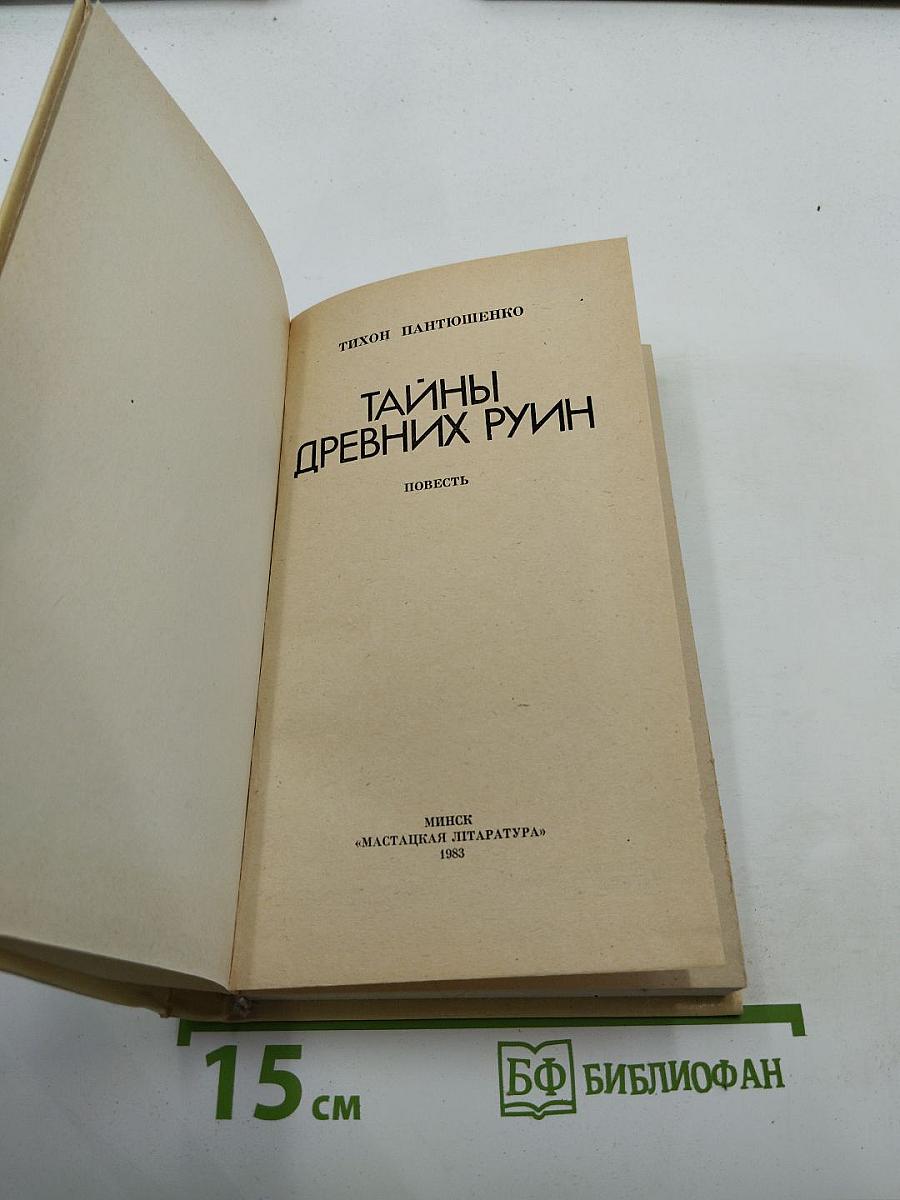 ТИХОН ПАНТЮШЕНКО
ТАЙНЫ
ДРЕВНИХ РУИН
ПОВЕСТЬ
МИНСК
«МАСТАЦКАЯ ЛІТАРАТУРА»
1983
15 см
БФ БИБЛИОФАН